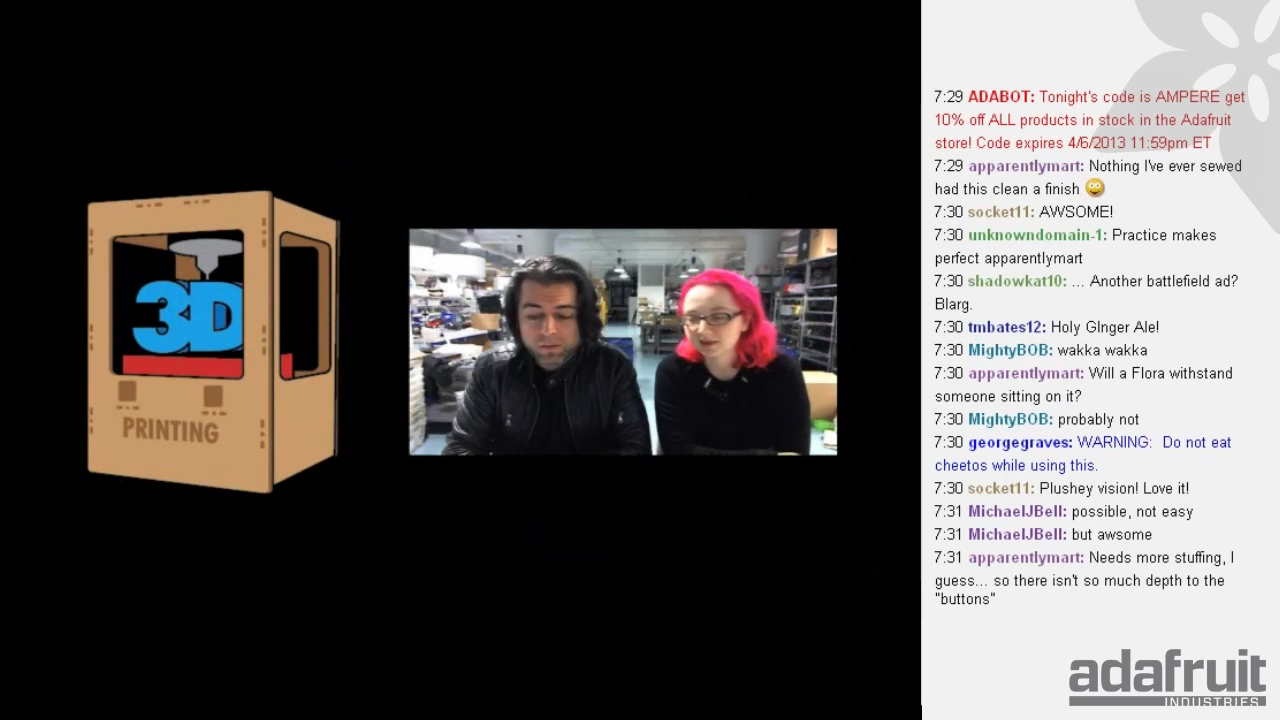 3D
PRINTING
7:29 ADABOT: Tonight's code is AMPERE get
10% off ALL products in stock in the Adafruit
store! Code expires 4/6/2013 11:59pm ET
7:29 apparentlymart: Nothing I've ever sewed
had this clean a finish
7:30 socket11: AWSOME!
7:30 unknowndomain-1: Practice makes
perfect apparentlymart
7:30 shadowkat10: ... Another battlefield ad?
Blarg.
7:30 tmbates12: Holy GInger Ale!
7:30 MightyBOB: wakka wakka
7:30 apparentlymart: Will a Flora withstand
someone sitting on it?
7:30 MightyBOB: probably not
7:30 georgegraves: WARNING: Do not eat
cheetos while using this.
7:30 socket11: Plushey vision! Love it!
7:31 MichaelJBell: possible, not easy
7:31 MichaelJBell: but awsome
7:31 apparentlymart: Needs more stuffing, I
guess... so there isn't so much depth to the
"buttons"
adafruit
INDUSTRIES